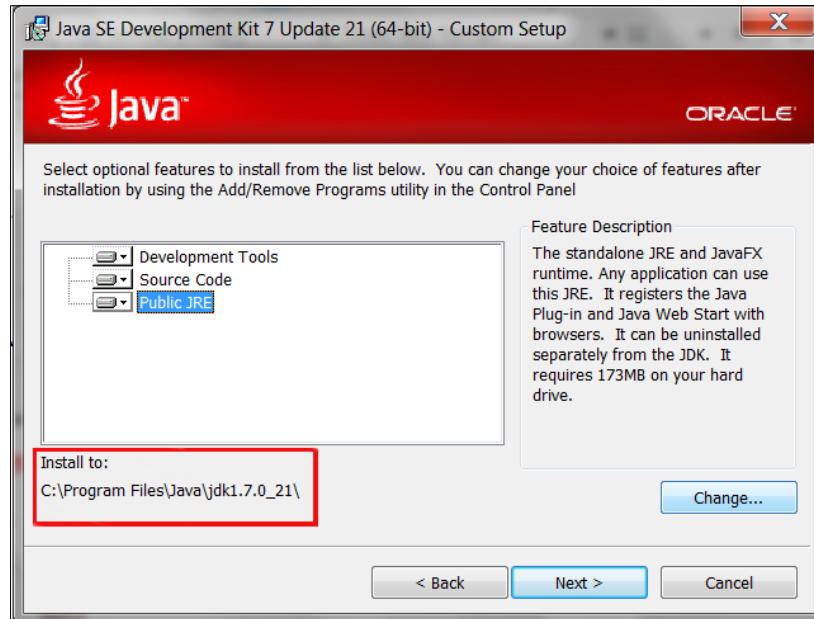 Java SE Development Kit 7 Update 21 (64-bit) - Custom Setup
Java™
ORACLE®
Select optional features to install from the list below. You can change your choice of features after
installation by using the Add/Remove Programs utility in the Control Panel
Development Tools
Source Code
Public JRE
Feature Description
The standalone JRE and JavaFX
runtime. Any application can use
this JRE. It registers the Java
Plug-in and Java Web Start with
browsers. It can be uninstalled
separately from the JDK. It
requires 173MB on your hard
drive.
Install to:
C:\Program Files\Java\jdk1.7.0_21\
Change...
< Back
Next >
Cancel